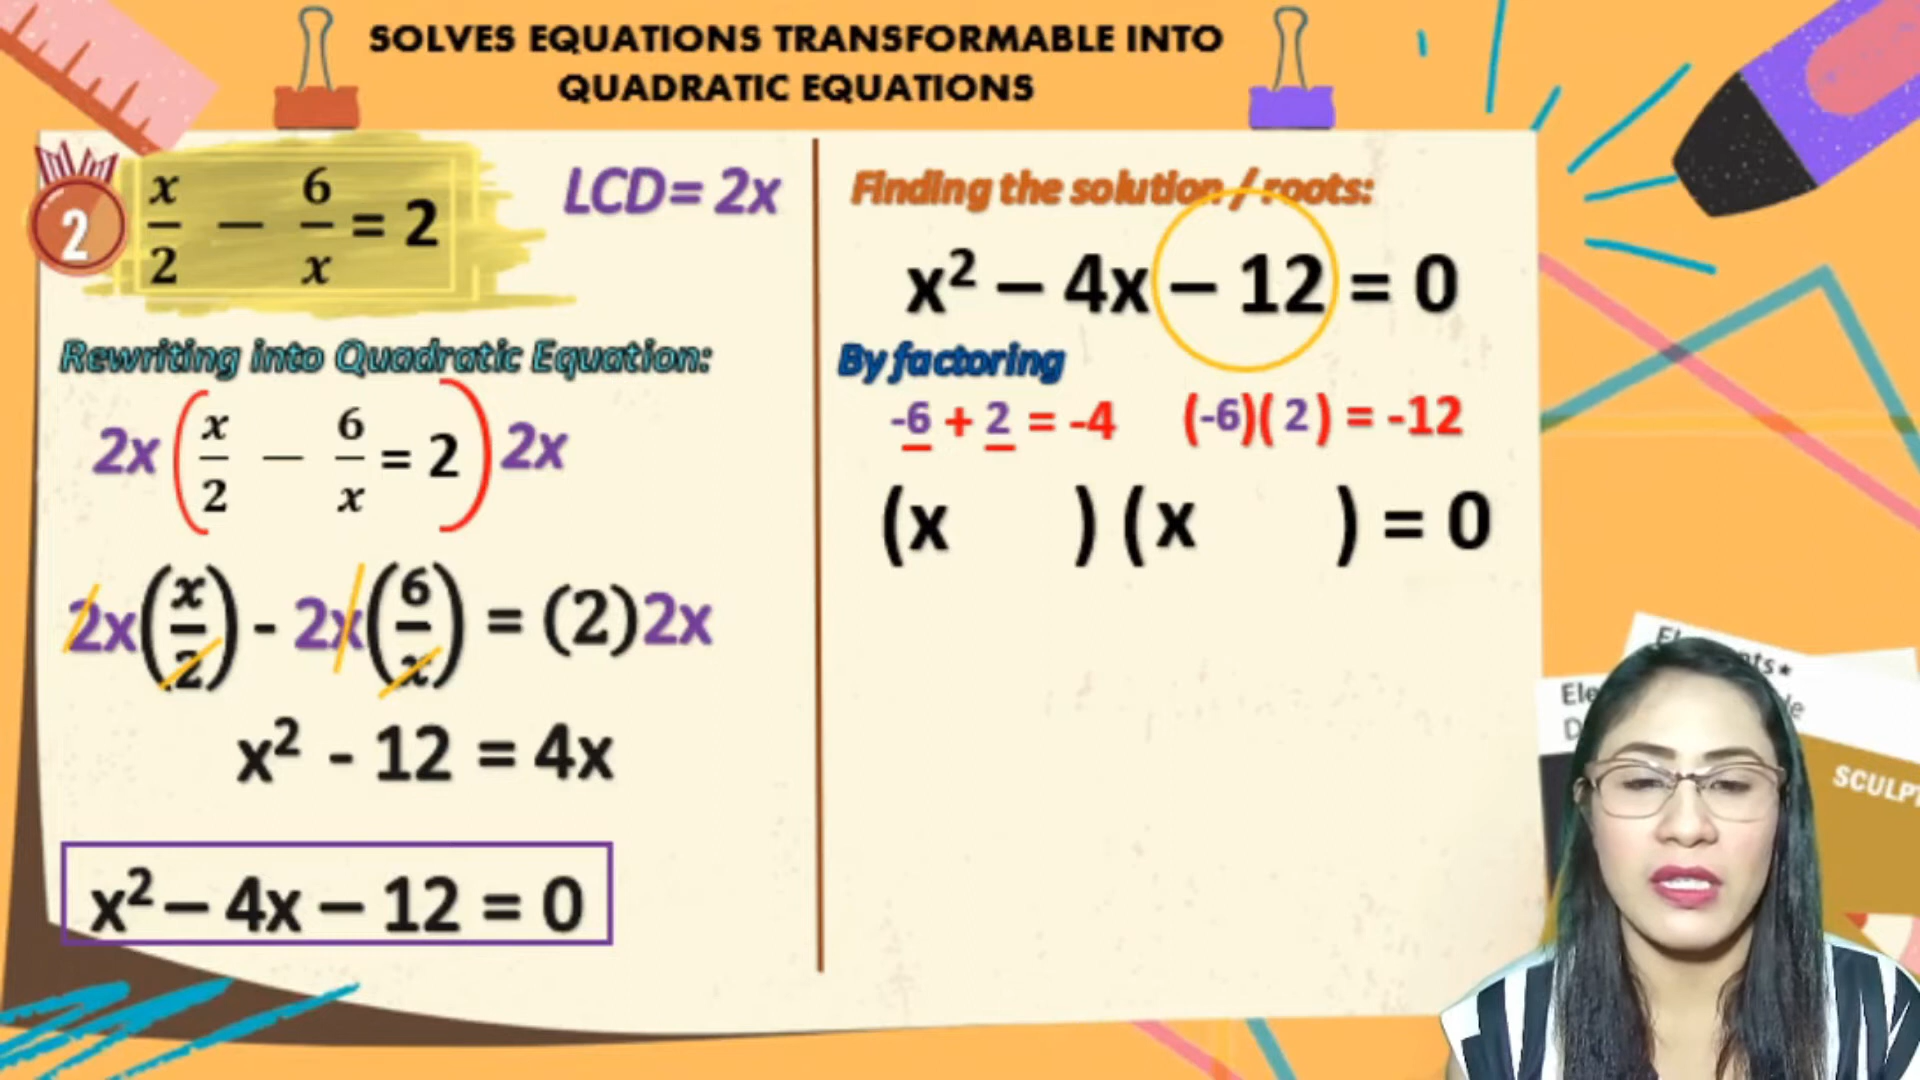 SOLVES EQUATIONS TRANSFORMABLE INTO
QUADRATIC EQUATIONS
2
x/2 − 6/x = 2
LCD= 2x
Rewriting into Quadratic Equation:
2x ( x/2 − 6/x = 2 ) 2x
2x(x/2) - 2x(6/x) = (2)2x
x² - 12 = 4x
x² – 4x – 12 = 0
Finding the solution / roots:
x² – 4x – 12 = 0
By factoring
-6 + 2 = -4 (-6)( 2 ) = -12
(x ) (x ) = 0
SCULPT